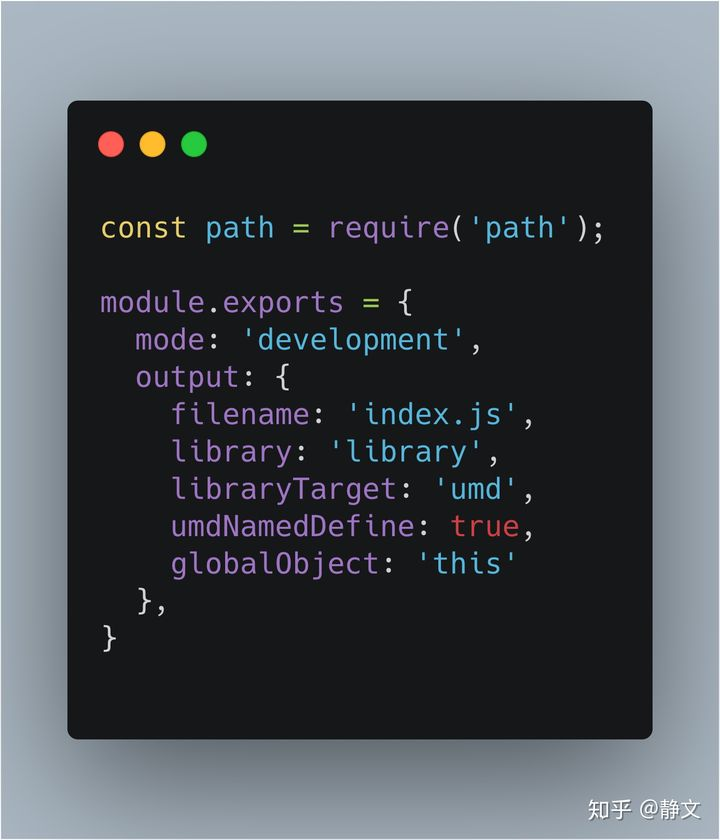 const path = require('path');

module.exports = {
  mode: 'development',
  output: {
    filename: 'index.js',
    library: 'library',
    libraryTarget: 'umd',
    umdNamedDefine: true,
    globalObject: 'this'
  },
}
知乎 @静文